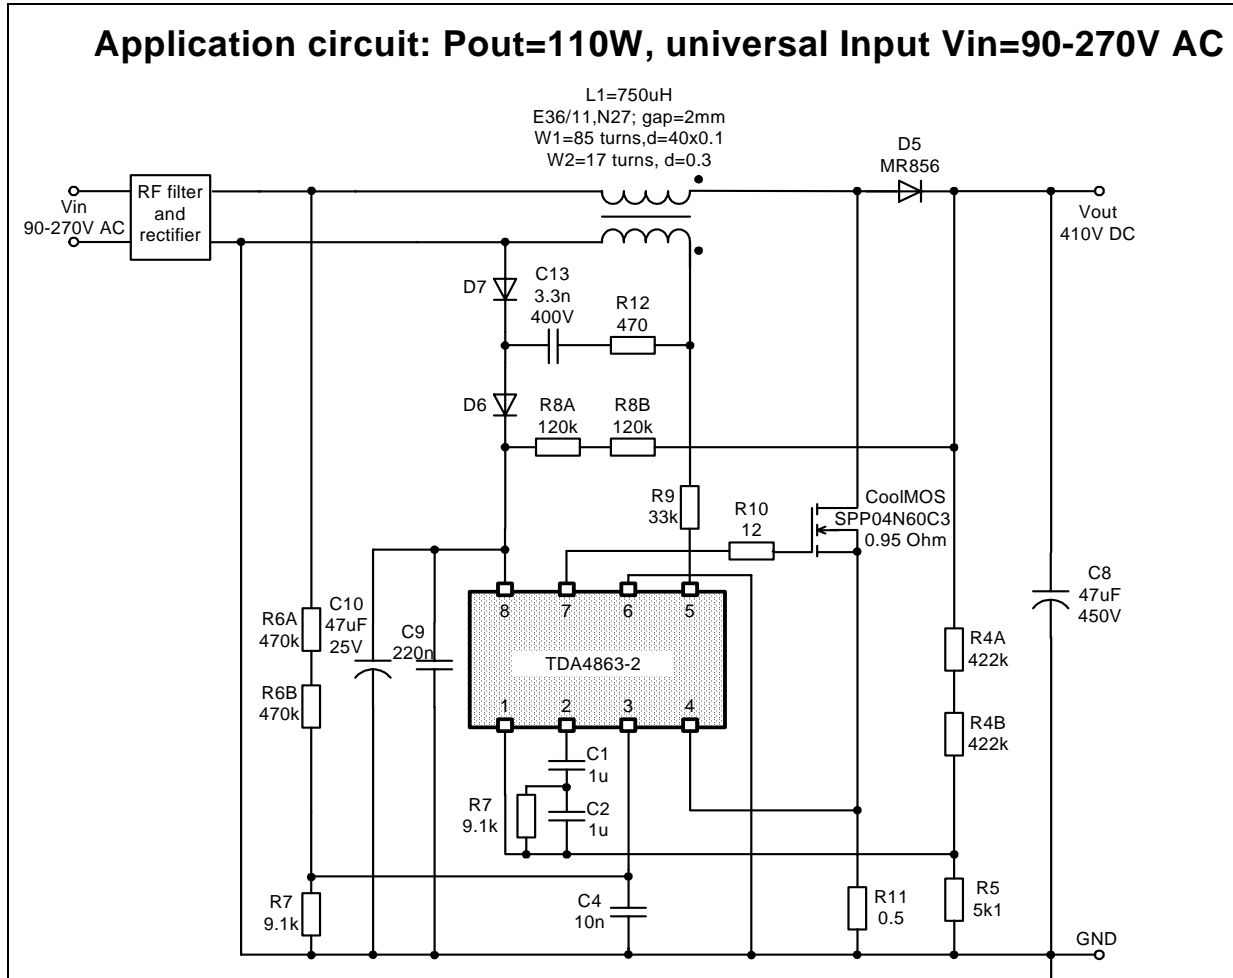 Application circuit: Pout=110W, universal Input Vin=90-270V AC
L1=750uH
E36/11,N27; gap=2mm
W1=85 turns,d=40x0.1
W2=17 turns, d=0.3
D5
MR856
RF filter
and
rectifier
Vin
90-270V AC
Vout
410V DC
D7
C13
3.3n
400V
R12
470
D6
R8A
120k
R8B
120k
R9
33k
R10
12
CoolMOS
SPP04N60C3
0.95 Ohm
C8
47uF
450V
8
7
6
5
R6A
470k
C10
47uF
25V
C9
220n
TDA4863-2
R4A
422k
R6B
470k
1
2
3
4
R4B
422k
C1
1u
R7
9.1k
C2
1u
R7
9.1k
C4
10n
R11
0.5
R5
5k1
GND